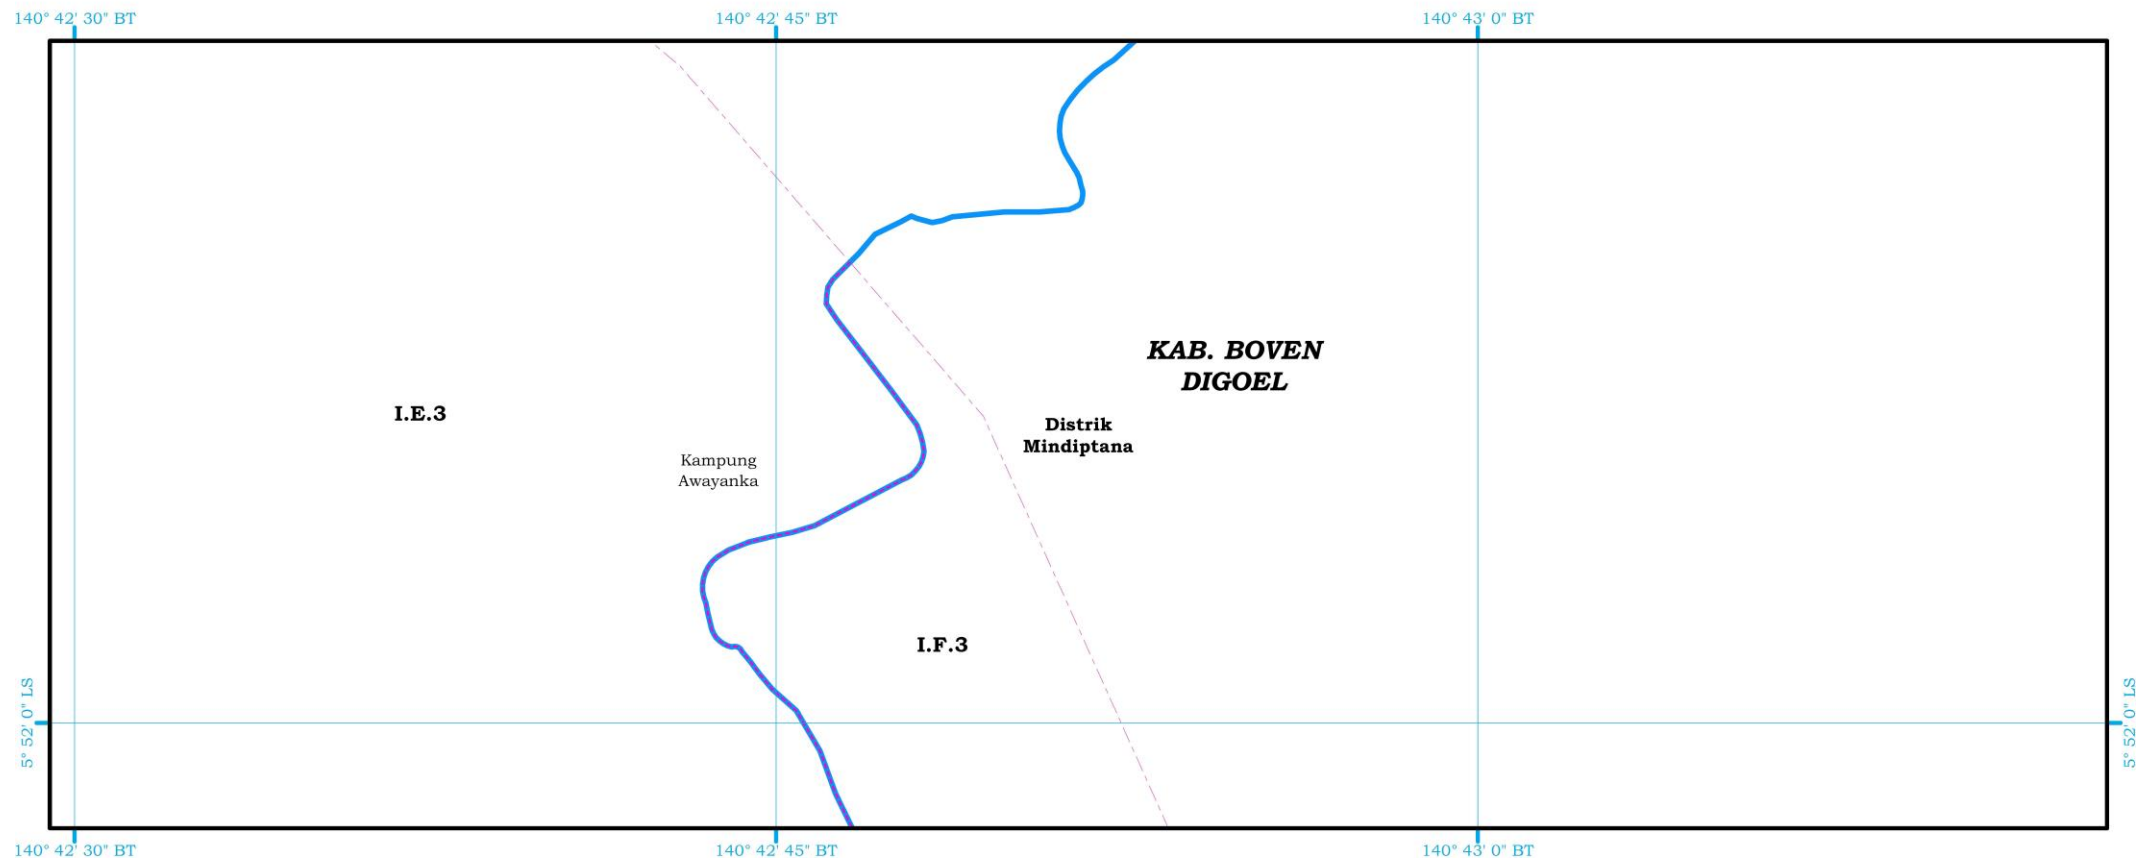 140° 42' 30" BT
140° 42' 45" BT
140° 43' 0" BT
KAB. BOVEN
DIGOEL
I.E.3
Distrik
Mindiptana
Kampung
Awayanka
I.F.3
5° 52' 0" LS
5° 52' 0" LS
140° 42' 30" BT
140° 42' 45" BT
140° 43' 0" BT